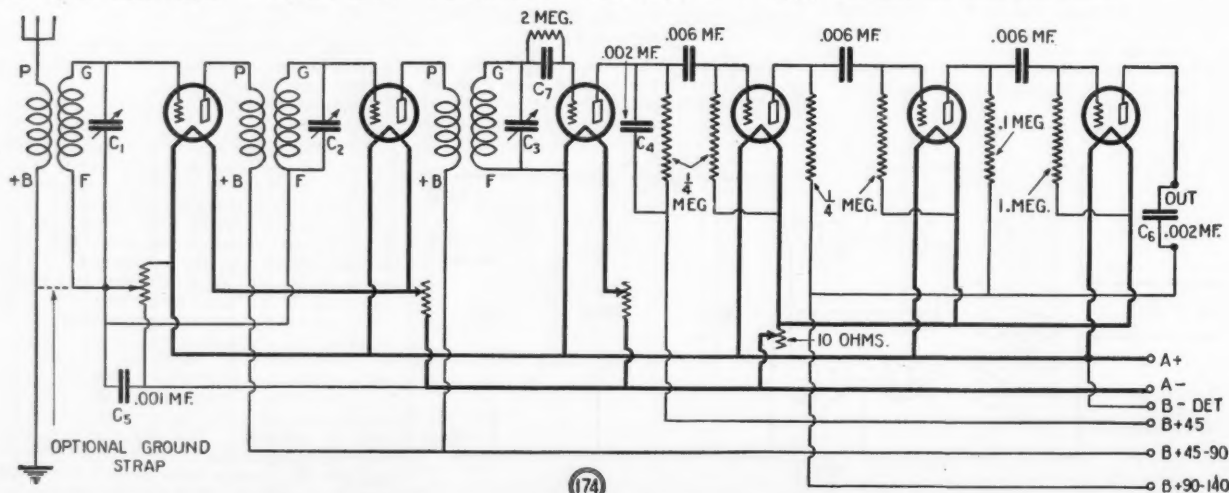 2 MEG.
.006 MF.
.006 MF.
.006 MF.
.002 MF.
P
G
P
G
P
G
C7
C1
C2
C3
C4
.1 MEG
1/4
MEG
1/4
MEG.
1. MEG.
OUT
C6
.002 MF.
+B
F
+B
F
+B
F
10 OHMS.
A+
A-
B- DET
B+45
B+45-90
B+90-140
.001 MF.
C5
OPTIONAL GROUND
STRAP
174